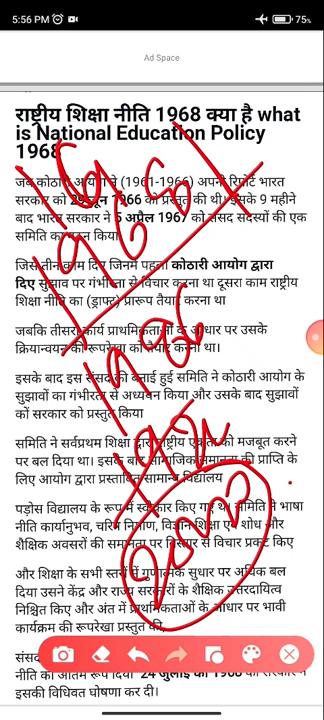 5:56 PM
75%
Ad Space
राष्ट्रीय शिक्षा नीति 1968 क्या है what
is National Education Policy
1968
जब कोठारी ने (1961-1966) अपनी रिपोर्ट भारत
सरकार को 29 1966 को प्रस्तुत की थी। इसके 9 महीने
बाद भारत सरकार ने 5 अप्रैल 1967 को संसद सदस्यों की एक
समिति का किया
जिसे तीन काम दिए जिनमे पहला कोठारी आयोग द्वारा
दिए सुझाव पर गंभीरता से विचार करना था दूसरा काम राष्ट्रीय
शिक्षा नीति का (ड्राफ्ट) प्रारूप तैयार करना था
जबकि तीसरा कार्य प्राथमिकताओं के आधार पर उसके
क्रियान्वयन की रूपरेखा को तैयार करना था।
इसके बाद इस संसद की बनाई हुई समिति ने कोठारी आयोग के
सुझावों का गंभीरता से अध्ययन किया और उसके बाद सुझावों
कों सरकार को प्रस्तुत किया
समिति ने सर्वप्रथम शिक्षा द्वारा राष्ट्रीय एकता को मजबूत करने
पर बल दिया था। इसके बाद सामाजिक समानता की प्राप्ति के
लिए आयोग द्वारा प्रस्तावित सामान्य विद्यालय
पड़ोस विद्यालय के रूप में स्वीकार किए गए थे। समिति ने भाषा
नीति कार्यानुभव, चरित्र निर्माण, विज्ञान शिक्षा एवं शोध और
शैक्षिक अवसरों की समानता पर विस्तार से विचार प्रकट किए
और शिक्षा के सभी स्तरों में गुणात्मक सुधार पर अधिक बल
दिया उसने केंद्र और राज्य सरकारों के शैक्षिक उत्तरदायित्व
निश्चित किए और अंत में प्राथमिकताओं के आधार पर भावी
कार्यक्रम की रूपरेखा प्रस्तुत की,
नीति को अंतिम रूप दिया 24 जुलाई को 1968 को सरकार ने
इसकी विधिवत घोषणा कर दी।
1968
1986